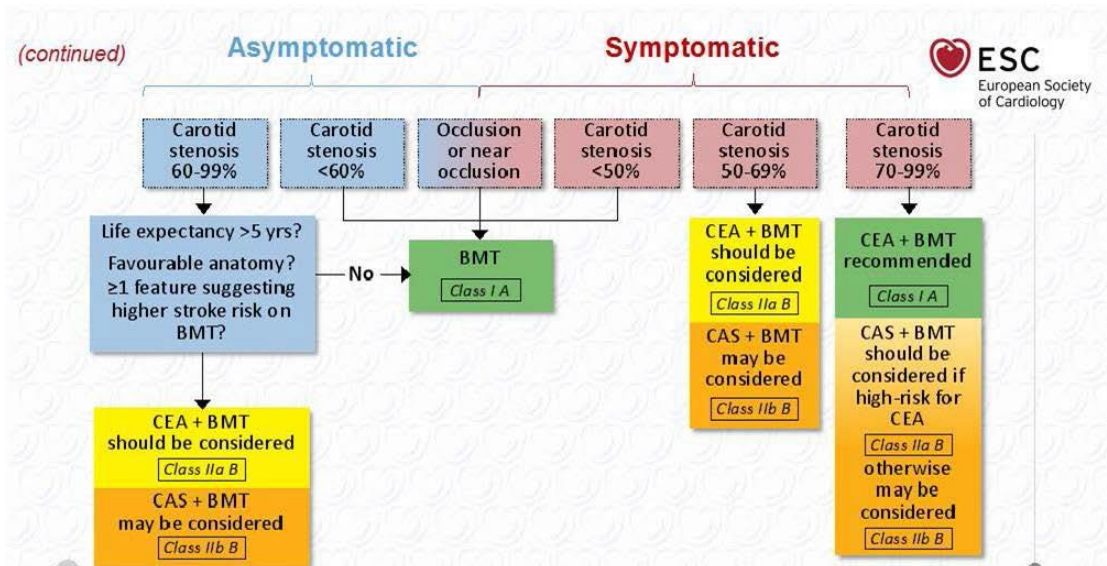 (continued)
Asymptomatic
Symptomatic
ESC
European Society
of Cardiology
Carotid
stenosis
60-99%
Carotid
stenosis
<60%
Occlusion
or near
occlusion
Carotid
stenosis
<50%
Carotid
stenosis
50-69%
Carotid
stenosis
70-99%
Life expectancy >5 yrs?
Favourable anatomy?
≥1 feature suggesting
higher stroke risk on
BMT?
No
BMT
Class I A
CEA + BMT
should be
considered
Class IIa B
CAS + BMT
may be
considered
Class IIb B
CEA + BMT
recommended
Class I A
CAS + BMT
should be
considered if
high-risk for
CEA
Class IIa B
otherwise
may be
considered
Class IIb B
CEA + BMT
should be considered
Class IIa B
CAS + BMT
may be considered
Class IIb B